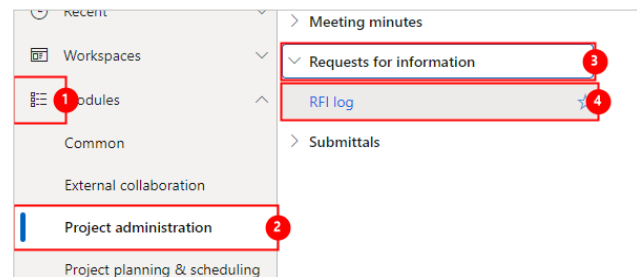 Recent
Workspaces
1
odules
Common
External collaboration
Project administration
2
Project planning & scheduling
Meeting minutes
Requests for information
3
RFI log
4
Submittals